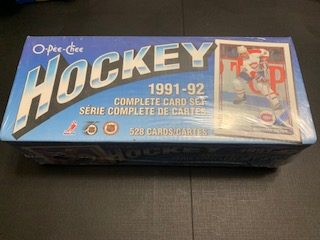 O-Pee-Chee
HOCKEY
1991-92
COMPLETE CARD SET
SÉRIE COMPLÈTE DE CARTES
528 CARDS/CARTES
HOCKEY